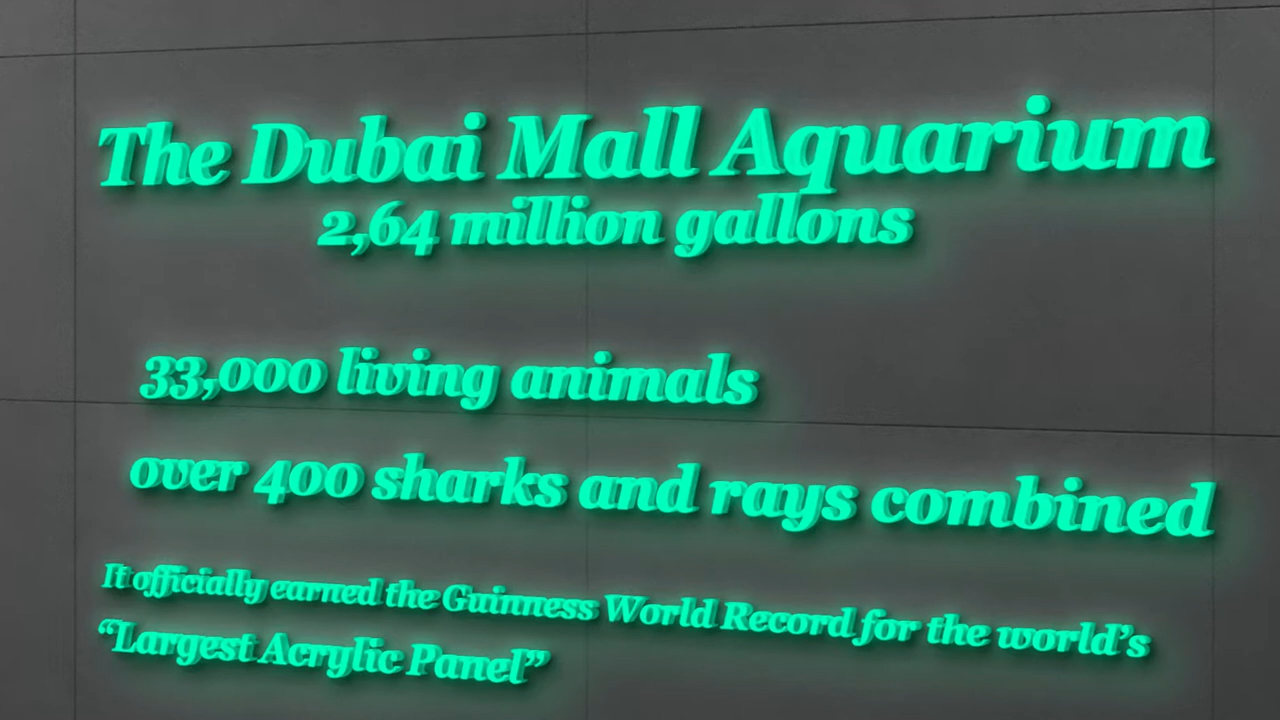 The Dubai Mall Aquarium
2,64 million gallons
33,000 living animals
over 400 sharks and rays combined
It officially earned the Guinness World Record for the world’s
“Largest Acrylic Panel”